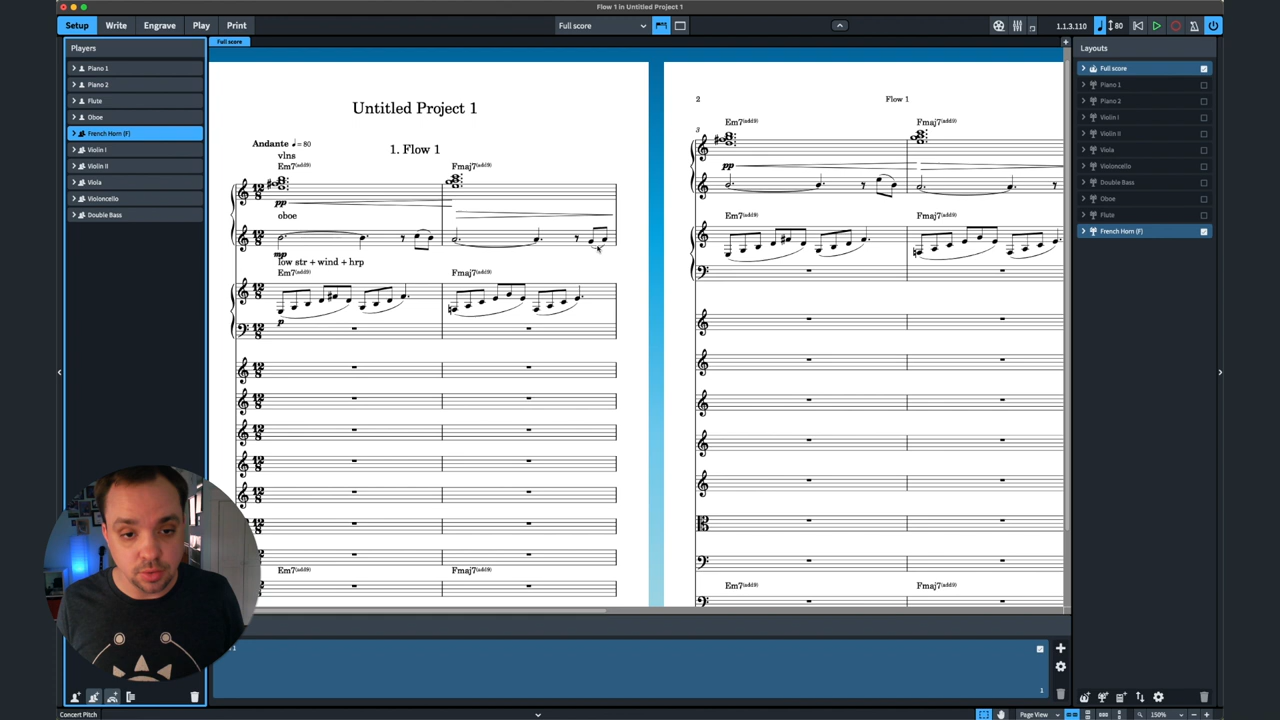 Flow 1 in Untitled Project 1
Setup
Write
Engrave
Play
Print
Full score
1.1.3.110
80
Players
Piano 1
Piano 2
Flute
Oboe
French Horn (F)
Violin I
Violin II
Viola
Violoncello
Double Bass
Full score
Untitled Project 1
1. Flow 1
Andante ♩=80
vlns
Em7(add9)
Fmaj7(add9)
pp
oboe
mp
low str + wind + hrp
Em7(add9)
Fmaj7(add9)
p
Em7(add9)
Fmaj7(add9)
2
Flow 1
Em7(add9)
Fmaj7(add9)
3
pp
Em7(add9)
Fmaj7(add9)
Em7(add9)
Fmaj7(add9)
Layouts
Full score
Piano 1
Piano 2
Violin I
Violin II
Viola
Violoncello
Double Bass
Oboe
Flute
French Horn (F)
1
Concert Pitch
Page View
150%